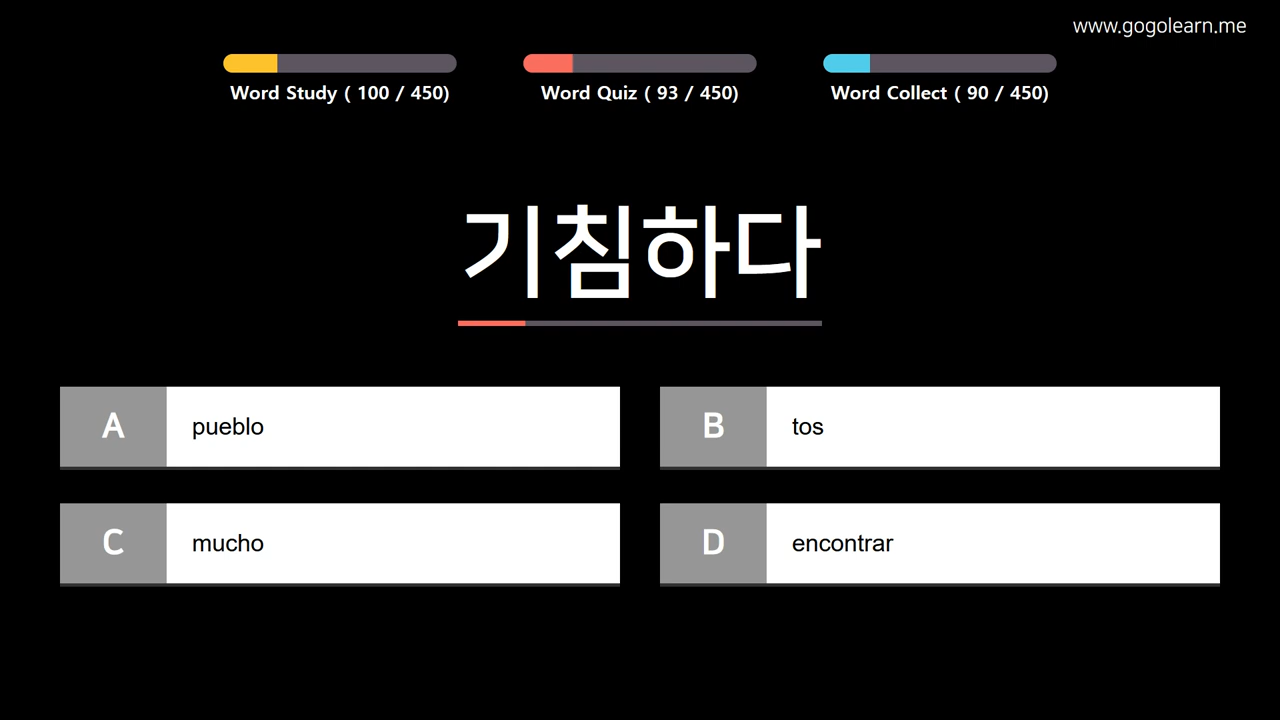 www.gogolearn.me
Word Study ( 100 / 450)
Word Quiz ( 93 / 450)
Word Collect ( 90 / 450)
기침하다
A pueblo
B tos
C mucho
D encontrar